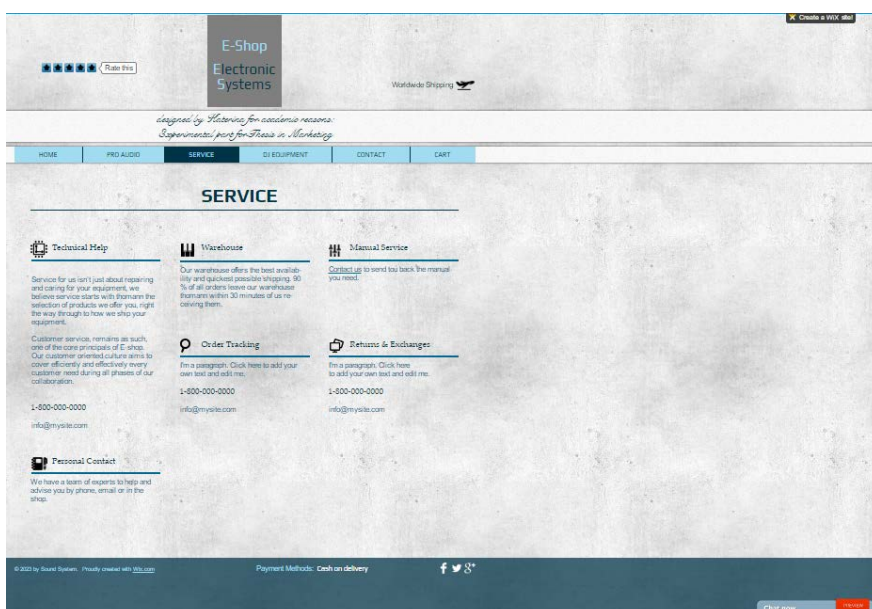 Create a WiX site!
E-Shop
Electronic
Systems
Rate this
Worldwide Shipping
designed by Katerina for academic reasons:
Experimental part for Thesis in Marketing
HOME
PRO AUDIO
SERVICE
DJ EQUIPMENT
CONTACT
CART
SERVICE
Technical Help
Service for us isn't just about repairing
and caring for your equipment, we
believe service starts with thomann the
selection of products we offer you, right
the way through to how we ship your
equipment.
Customer service, remains as such,
one of the core principals of E-shop.
Our customer oriented culture aims to
cover efficiently and effectively every
customer need during all phases of our
collaboration.
1-800-000-0000
info@mysite.com
Warehouse
Our warehouse offers the best availab-
ility and quickest possible shipping. 90
% of all orders leave our warehouse
thomann within 30 minutes of us re-
ceiving them.
Manual Service
Contact us to send tou back the manual
you need.
Order Tracking
I'm a paragraph. Click here to add your
own text and edit me.
1-800-000-0000
info@mysite.com
Returns & Exchanges
I'm a paragraph. Click here
to add your own text and edit me.
1-800-000-0000
info@mysite.com
Personal Contact
We have a team of experts to help and
advise you by phone, email or in the
shop.
© 2023 by Sound System. Proudly created with Wix.com
Payment Methods: Cash on delivery
Chat now
PREVIEW